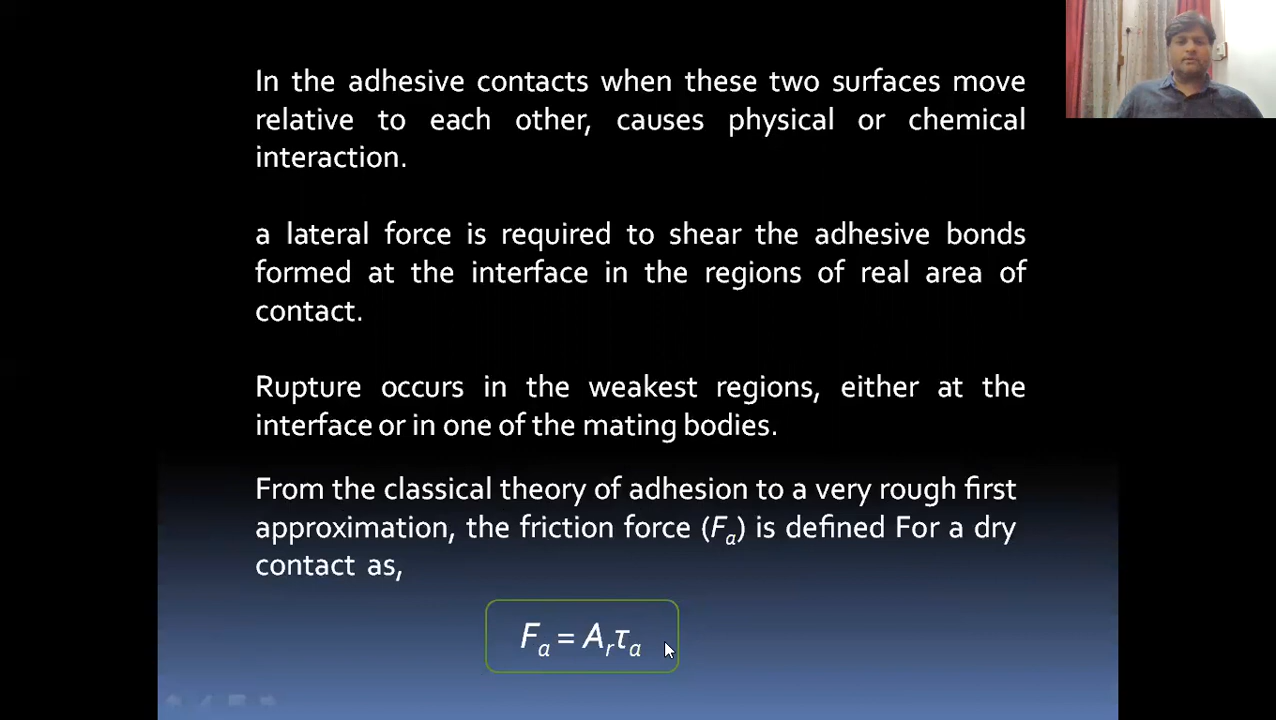 In the adhesive contacts when these two surfaces move
relative to each other, causes physical or chemical
interaction.
a lateral force is required to shear the adhesive bonds
formed at the interface in the regions of real area of
contact.
Rupture occurs in the weakest regions, either at the
interface or in one of the mating bodies.
From the classical theory of adhesion to a very rough first
approximation, the friction force (Fa) is defined For a dry
contact as,
Fa = Arτa